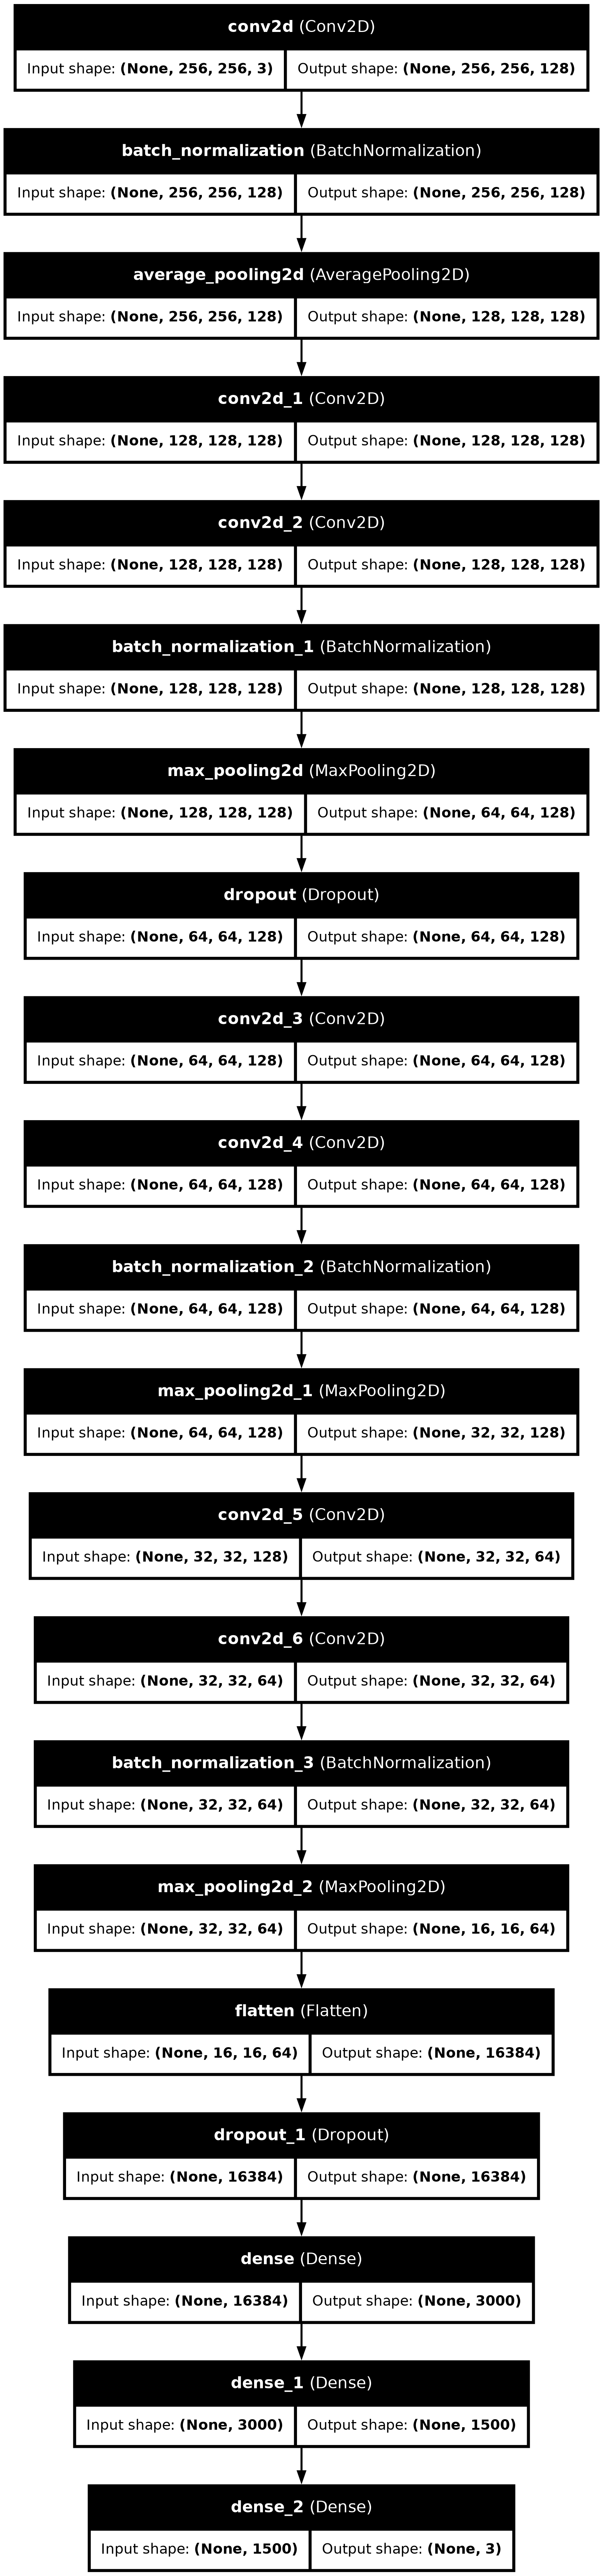 conv2d (Conv2D)
Input shape: (None, 256, 256, 3) Output shape: (None, 256, 256, 128)
batch_normalization (BatchNormalization)
Input shape: (None, 256, 256, 128) Output shape: (None, 256, 256, 128)
average_pooling2d (AveragePooling2D)
Input shape: (None, 256, 256, 128) Output shape: (None, 128, 128, 128)
conv2d_1 (Conv2D)
Input shape: (None, 128, 128, 128) Output shape: (None, 128, 128, 128)
conv2d_2 (Conv2D)
Input shape: (None, 128, 128, 128) Output shape: (None, 128, 128, 128)
batch_normalization_1 (BatchNormalization)
Input shape: (None, 128, 128, 128) Output shape: (None, 128, 128, 128)
max_pooling2d (MaxPooling2D)
Input shape: (None, 128, 128, 128) Output shape: (None, 64, 64, 128)
dropout (Dropout)
Input shape: (None, 64, 64, 128) Output shape: (None, 64, 64, 128)
conv2d_3 (Conv2D)
Input shape: (None, 64, 64, 128) Output shape: (None, 64, 64, 128)
conv2d_4 (Conv2D)
Input shape: (None, 64, 64, 128) Output shape: (None, 64, 64, 128)
batch_normalization_2 (BatchNormalization)
Input shape: (None, 64, 64, 128) Output shape: (None, 64, 64, 128)
max_pooling2d_1 (MaxPooling2D)
Input shape: (None, 64, 64, 128) Output shape: (None, 32, 32, 128)
conv2d_5 (Conv2D)
Input shape: (None, 32, 32, 128) Output shape: (None, 32, 32, 64)
conv2d_6 (Conv2D)
Input shape: (None, 32, 32, 64) Output shape: (None, 32, 32, 64)
batch_normalization_3 (BatchNormalization)
Input shape: (None, 32, 32, 64) Output shape: (None, 32, 32, 64)
max_pooling2d_2 (MaxPooling2D)
Input shape: (None, 32, 32, 64) Output shape: (None, 16, 16, 64)
flatten (Flatten)
Input shape: (None, 16, 16, 64) Output shape: (None, 16384)
dropout_1 (Dropout)
Input shape: (None, 16384) Output shape: (None, 16384)
dense (Dense)
Input shape: (None, 16384) Output shape: (None, 3000)
dense_1 (Dense)
Input shape: (None, 3000) Output shape: (None, 1500)
dense_2 (Dense)
Input shape: (None, 1500) Output shape: (None, 3)